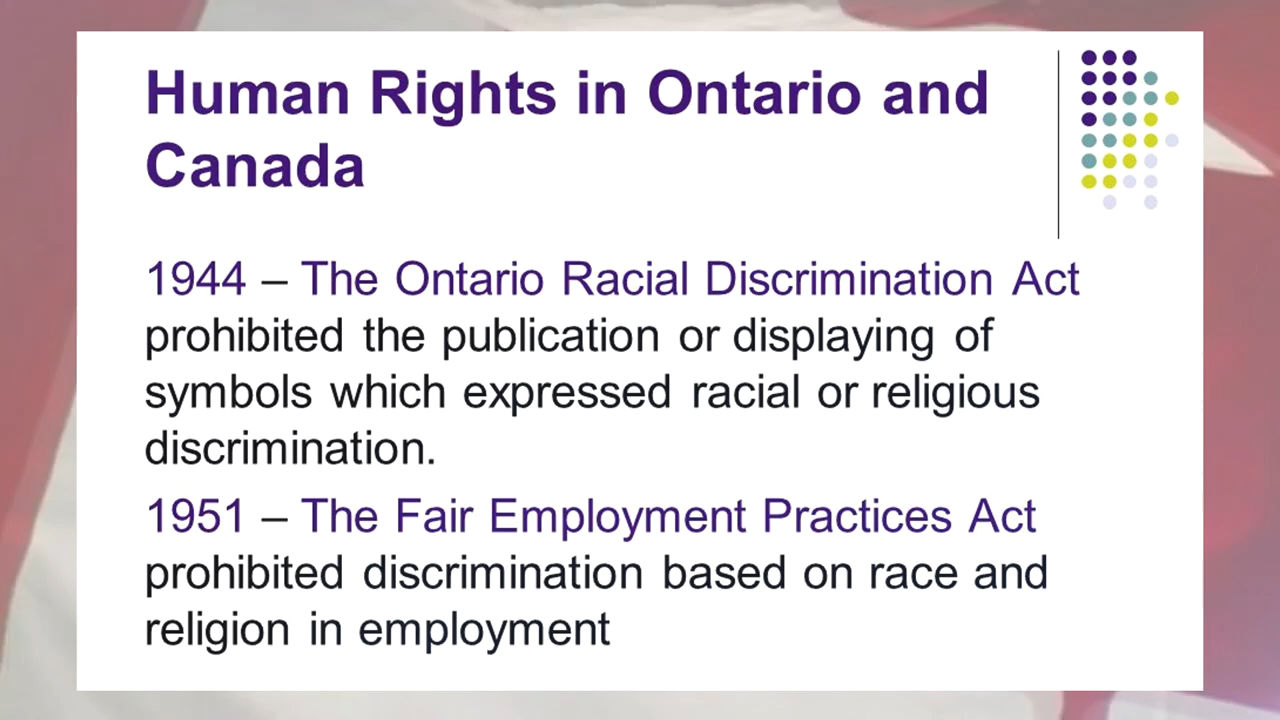 Human Rights in Ontario and
Canada
1944 – The Ontario Racial Discrimination Act
prohibited the publication or displaying of
symbols which expressed racial or religious
discrimination.
1951 – The Fair Employment Practices Act
prohibited discrimination based on race and
religion in employment